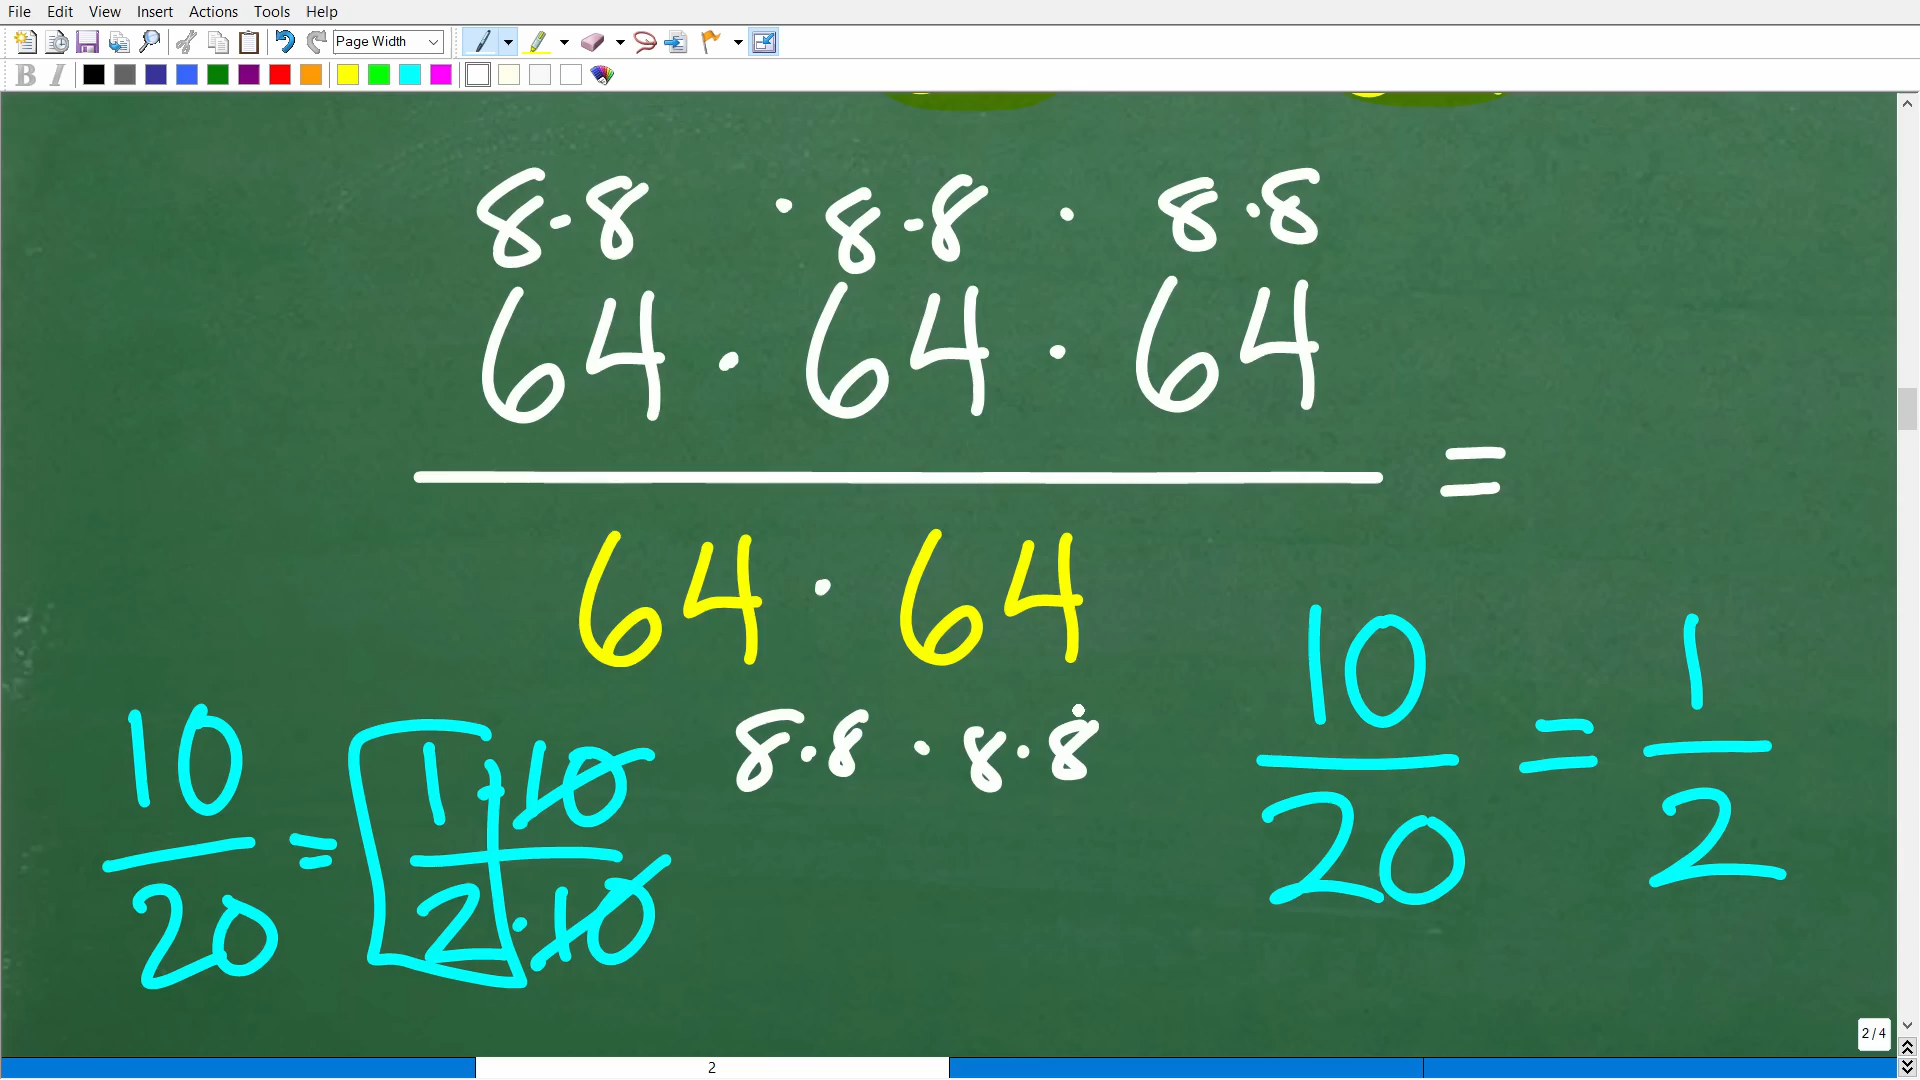 File Edit View Insert Actions Tools Help
Page Width
B I
8·8 · 8·8 · 8·8
64 · 64 · 64
=
64 · 64
8·8 · 8·8
10
20
=
1·10
2·10
10
20
=
1
2
2 / 4
2